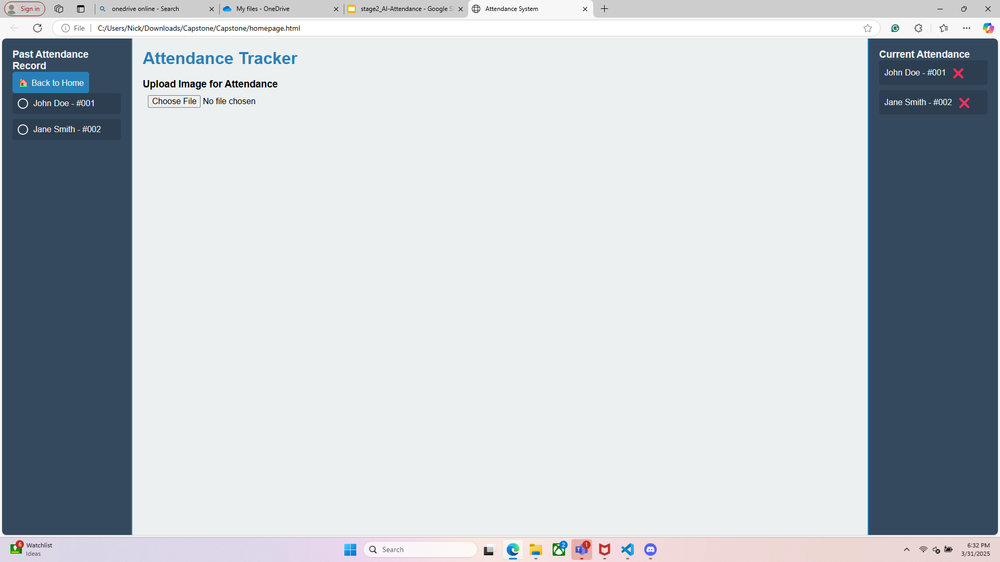 Sign in
onedrive online - Search
My files - OneDrive
stage2_AI-Attendance - Google Sl
Attendance System
File
C:/Users/Nick/Downloads/Capstone/Capstone/homepage.html
Past Attendance
Record
Back to Home
John Doe - #001
Jane Smith - #002
Attendance Tracker
Upload Image for Attendance
Choose File No file chosen
Current Attendance
John Doe - #001
Jane Smith - #002
6
Watchlist
Ideas
Search
2
T
1
6:32 PM
3/31/2025